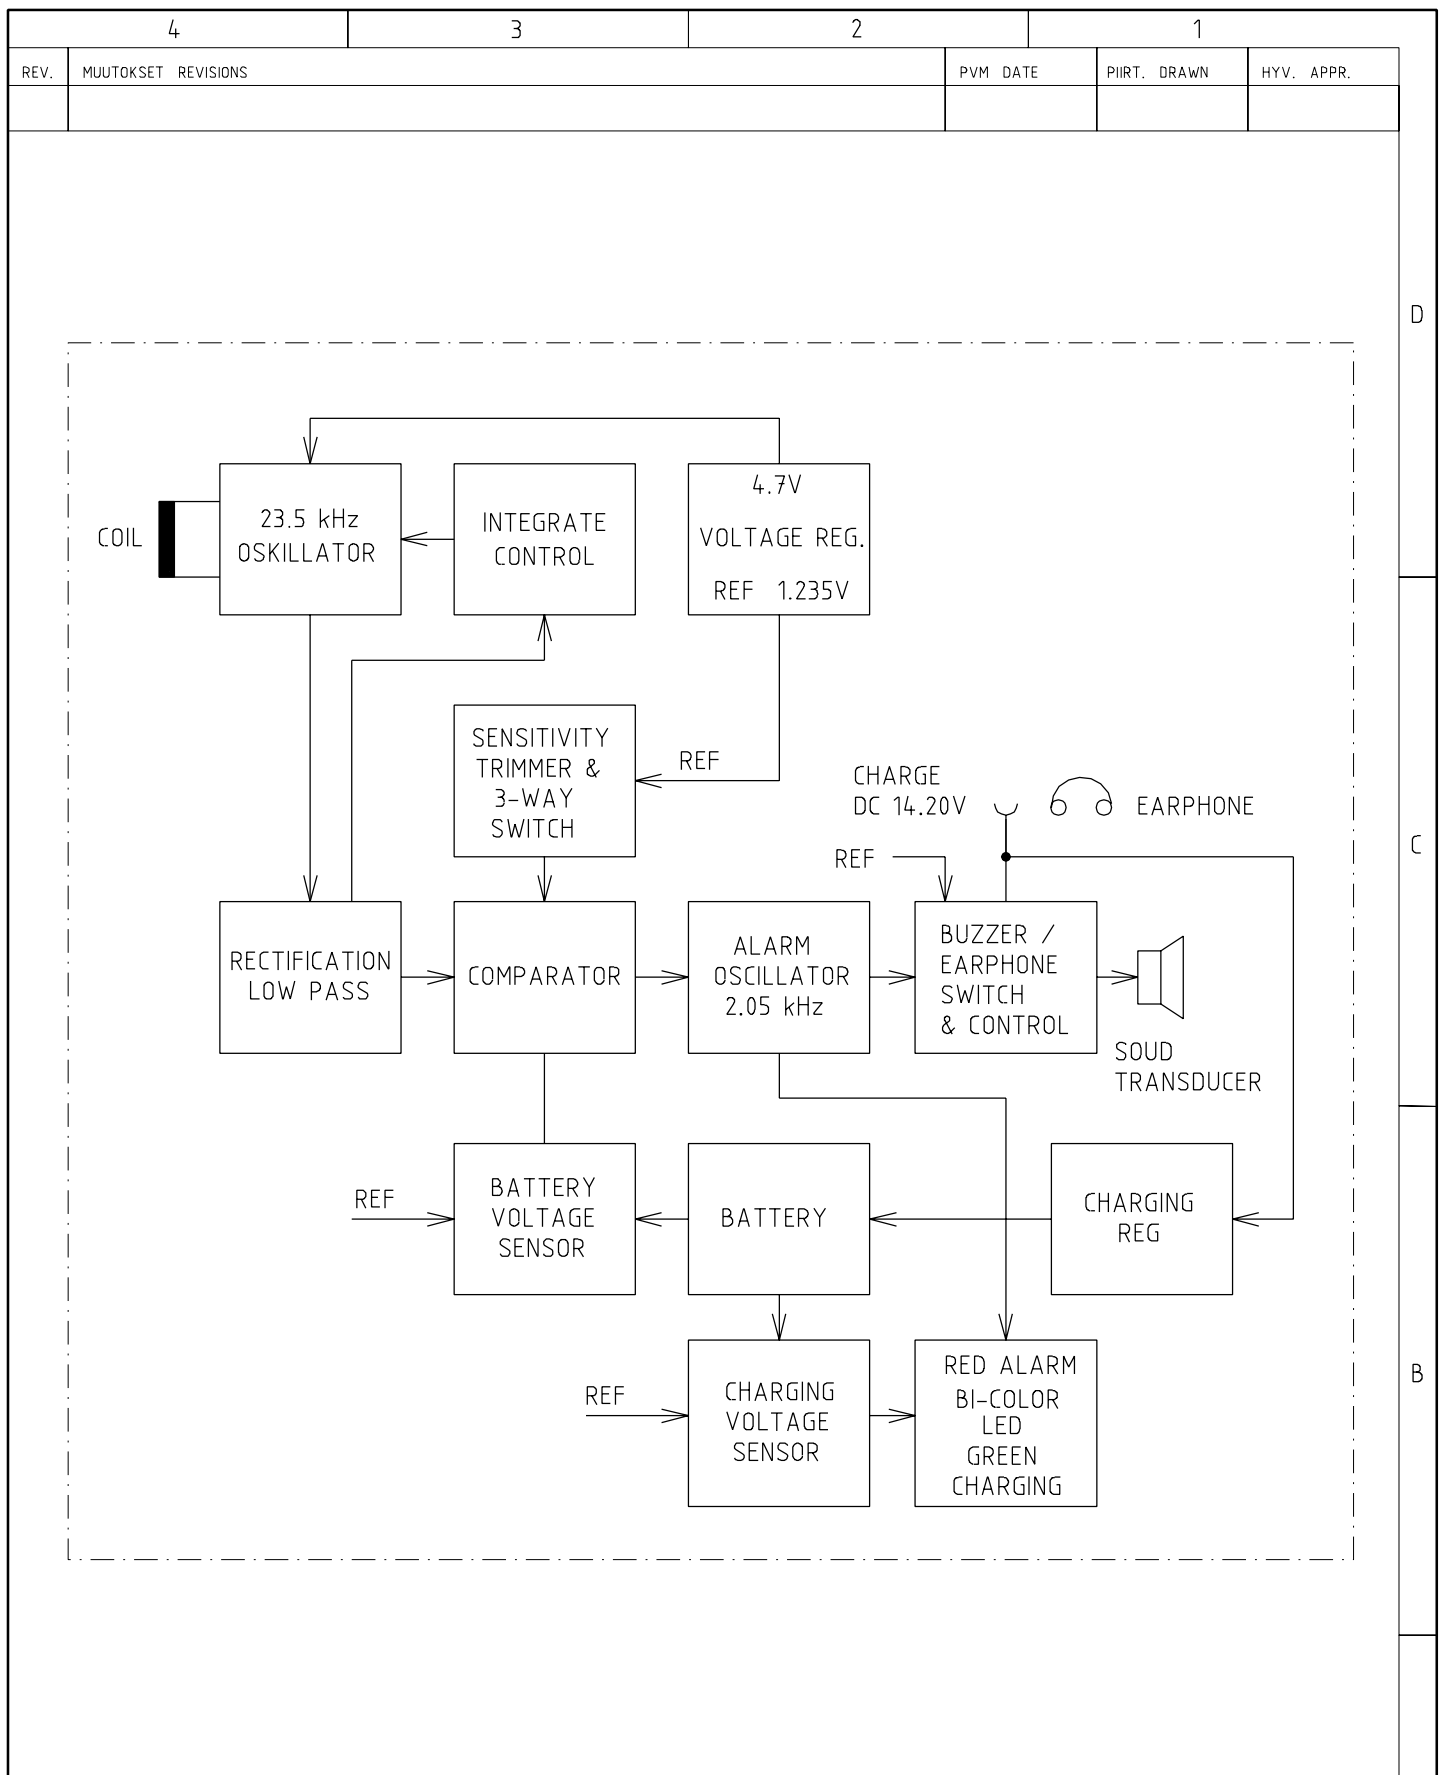 4 3 2 1
REV. MUUTOKSET REVISIONS PVM DATE PIIRT. DRAWN HYV. APPR.
D
4.7V
VOLTAGE REG.
REF 1.235V
COIL
23.5 kHz
OSKILLATOR
INTEGRATE
CONTROL
SENSITIVITY
TRIMMER &
3-WAY
SWITCH
REF
CHARGE
DC 14.20V
EARPHONE
C
REF
RECTIFICATION
LOW PASS
COMPARATOR
ALARM
OSCILLATOR
2.05 kHz
BUZZER /
EARPHONE
SWITCH
& CONTROL
SOUD
TRANSDUCER
REF
BATTERY
VOLTAGE
SENSOR
BATTERY
CHARGING
REG
REF
CHARGING
VOLTAGE
SENSOR
RED ALARM
BI-COLOR
LED
GREEN
CHARGING
B